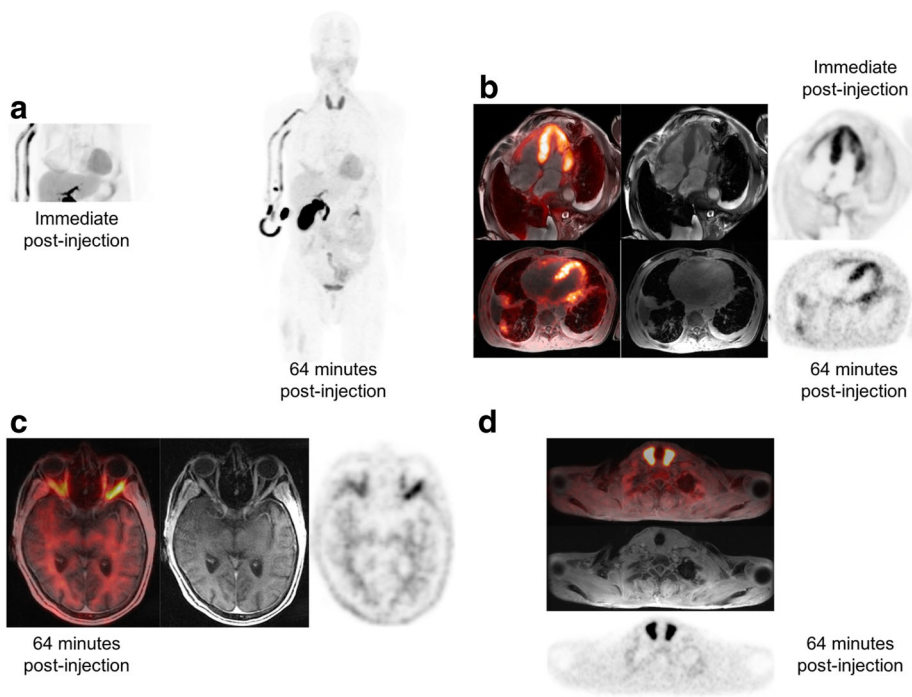 a
Immediate
post-injection
64 minutes
post-injection
b
Immediate
post-injection
64 minutes
post-injection
c
64 minutes
post-injection
d
64 minutes
post-injection